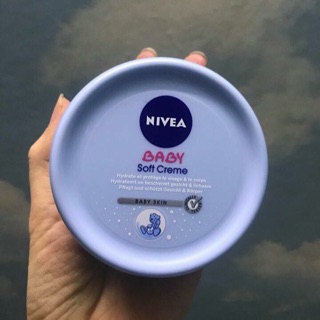 NIVEA
BABY
Soft Creme
Hydrate et protège le visage & le corps.
Hydrateert en beschermt gezicht & lichaam
Pflegt und schützt Gesicht & Körper
BABY SKIN